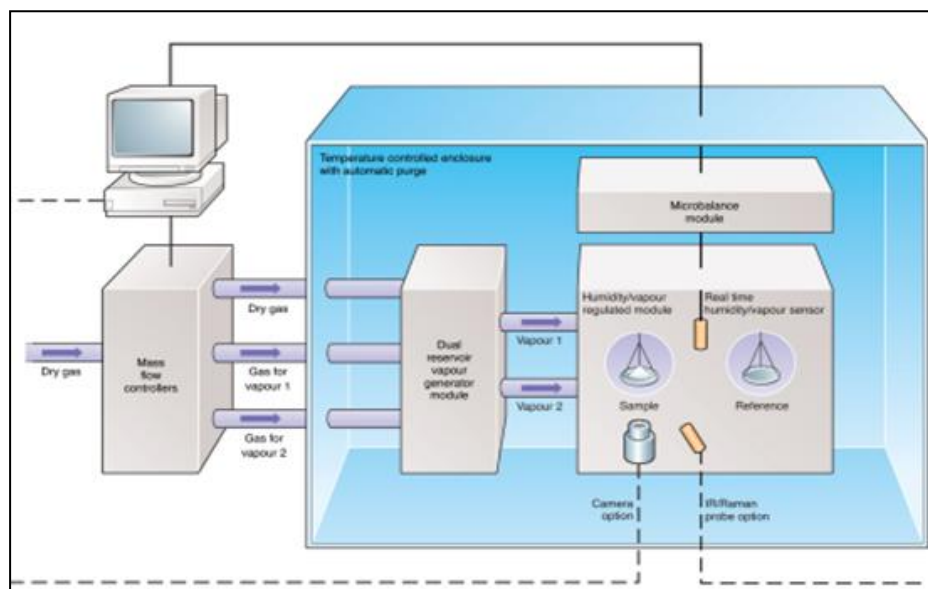 Temperature controlled enclosure
with automatic purge
Microbalance
module
Dry gas
Mass
flow
controllers
Dry gas
Gas for
vapour 1
Gas for
vapour 2
Dual
reservoir
vapour
generator
module
Vapour 1
Vapour 2
Humidity/vapour
regulated module
Real time
humidity/vapour sensor
Sample
Reference
Camera
option
IR/Raman
probe option